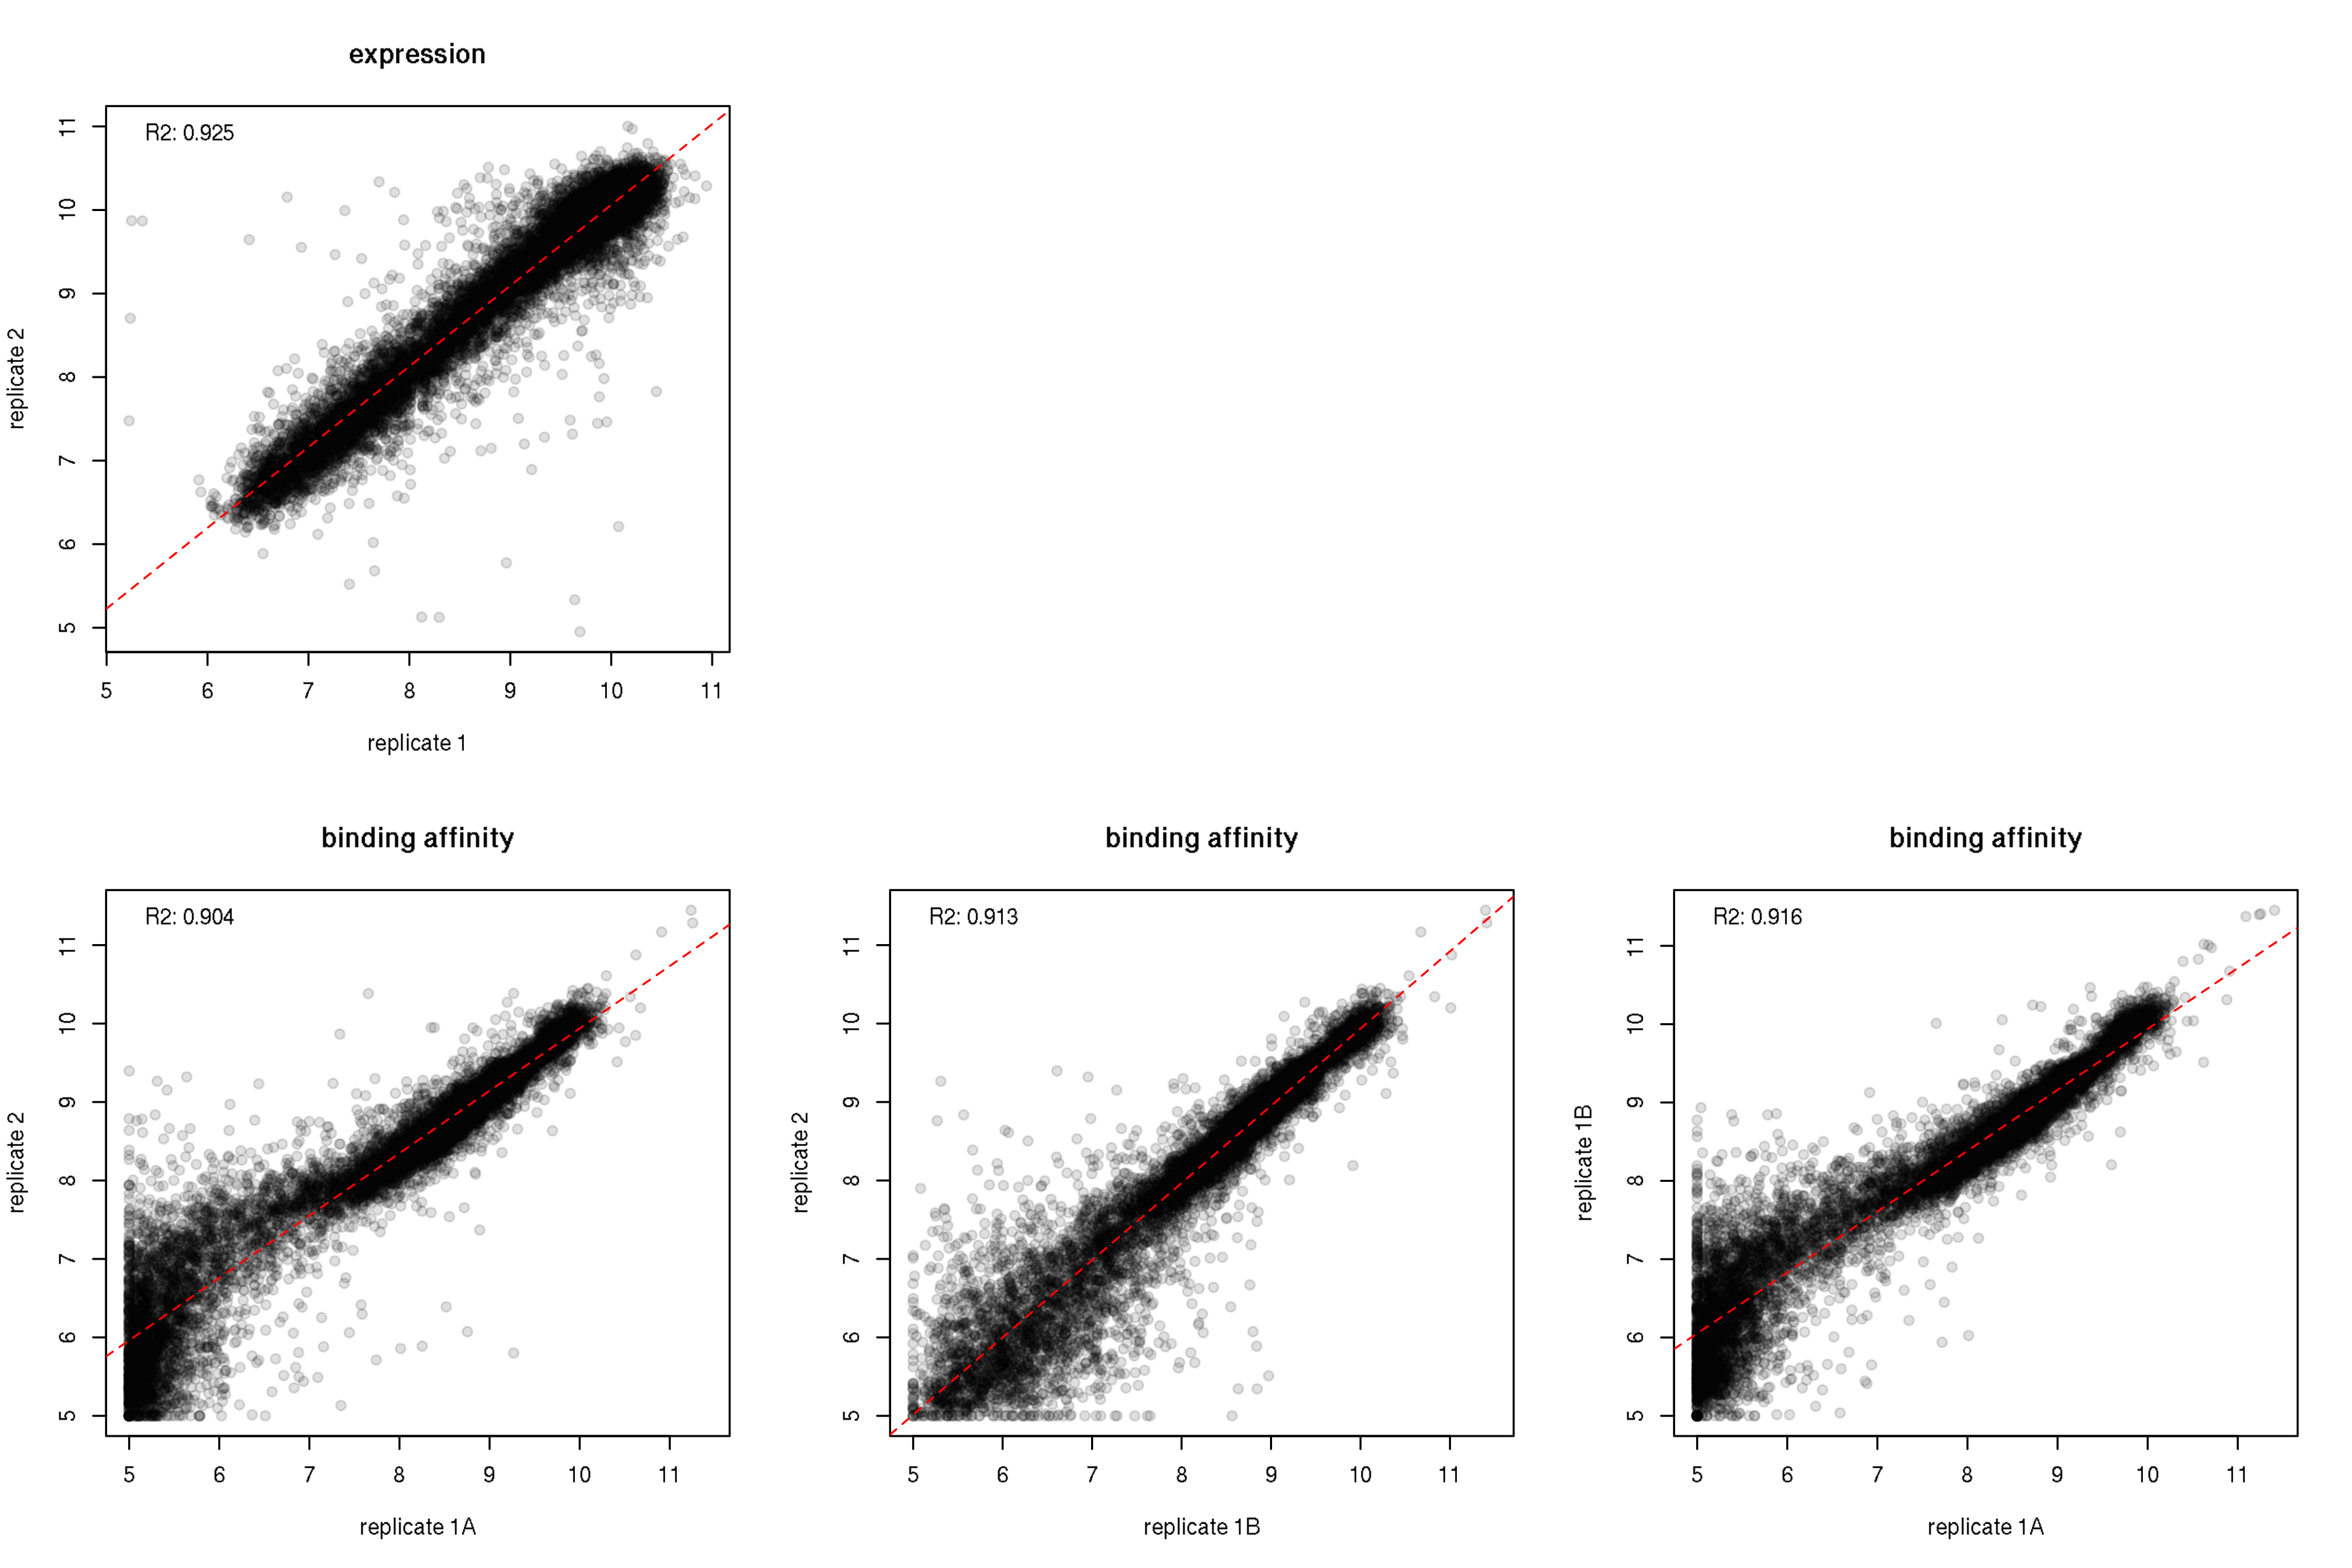 expression
R2: 0.925
11
10
9
8
7
6
5
replicate 2
5 6 7 8 9 10 11
replicate 1
binding affinity
R2: 0.904
11
10
9
8
7
6
5
replicate 2
5 6 7 8 9 10 11
replicate 1A
binding affinity
R2: 0.913
11
10
9
8
7
6
5
replicate 2
5 6 7 8 9 10 11
replicate 1B
binding affinity
R2: 0.916
11
10
9
8
7
6
5
replicate 1B
5 6 7 8 9 10 11
replicate 1A